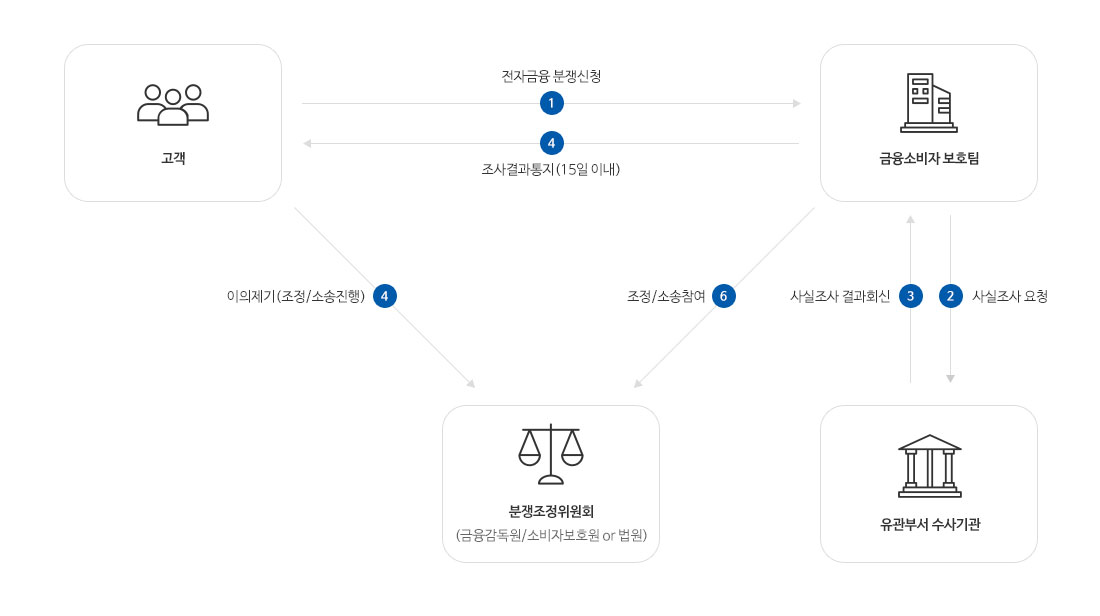 전자금융 분쟁신청
1
고객
금융소비자 보호팀
4
조사결과통지(15일 이내)
이의제기(조정/소송진행) 4
조정/소송참여 6
사실조사 결과회신 3
2 사실조사 요청
분쟁조정위원회
(금융감독원/소비자보호원 or 법원)
유관부서 수사기관